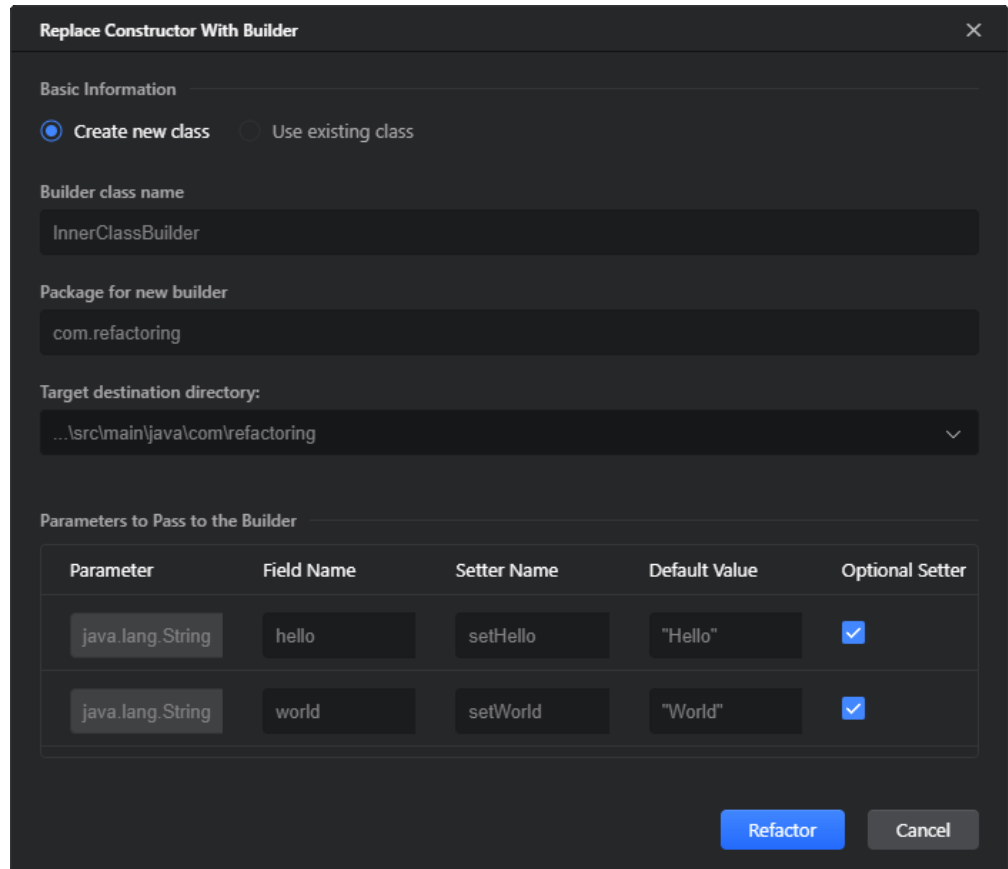 Replace Constructor With Builder
Basic Information
Create new class Use existing class
Builder class name
InnerClassBuilder
Package for new builder
com.refactoring
Target destination directory:
...\src\main\java\com\refactoring
Parameters to Pass to the Builder
Parameter Field Name Setter Name Default Value Optional Setter
java.lang.String hello setHello "Hello"
java.lang.String world setWorld "World"
Refactor Cancel